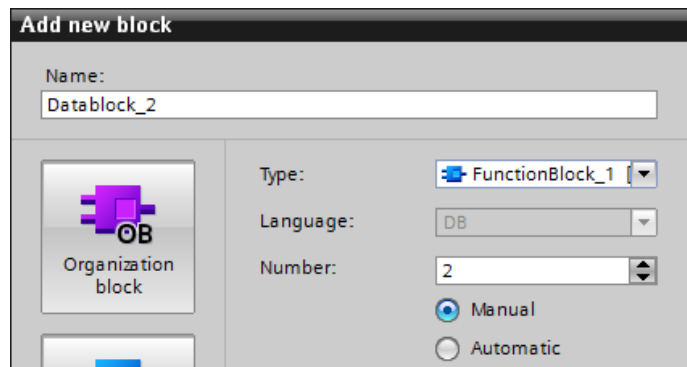 Add new block
Name:
Datablock_2
Type:
FunctionBlock_1 [
Language:
DB
Number:
2
Manual
Automatic
OB
Organization
block